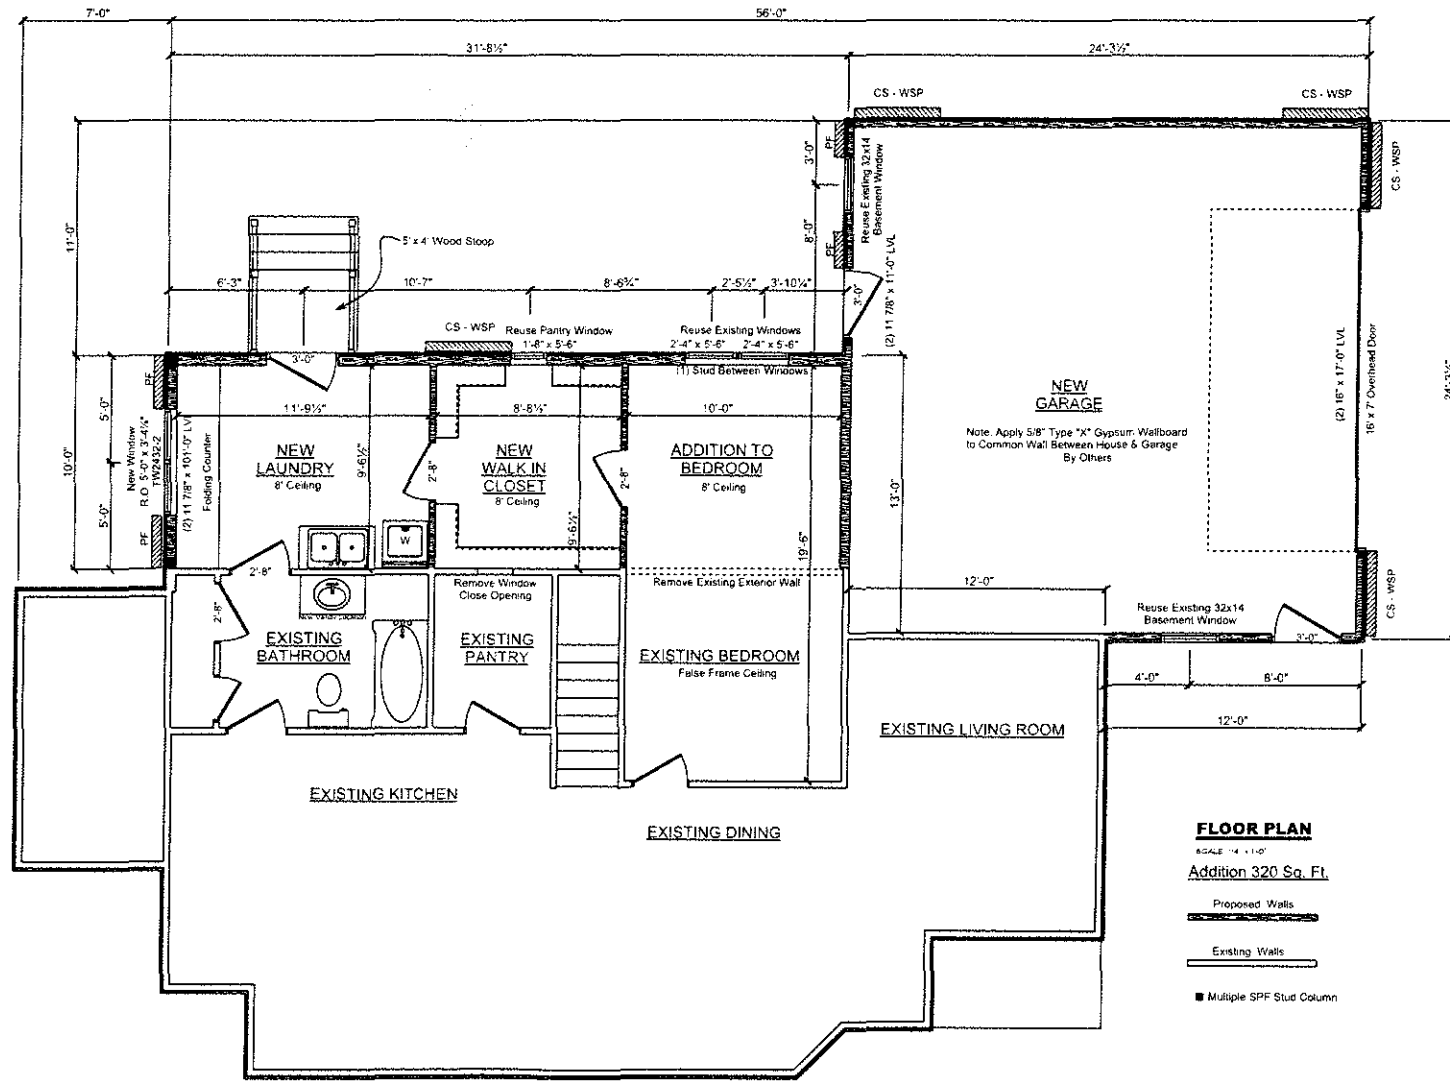 7'-0"
56'-0"
31'-8½"
24'-3½"
CS - WSP
CS - WSP
PF
3'-0"
Reuse Existing 32x14
Basement Window
CS - WSP
11'-0"
8'-0"
PF
(2) 11 7/8" x 11'-0" LVL
3'-0"
5' x 4' Wood Stoop
6'-3"
10'-7"
8'-6¾"
2'-5½"
3'-10¼"
CS - WSP
Reuse Pantry Window
1'-8" x 5'-6"
Reuse Existing Windows
2'-4" x 5'-6"
2'-4" x 5'-6"
(1) Stud Between Windows
3'-0"
PF
5'-0"
10'-0"
5'-0"
PF
New Window
R.O 5'-0" x 3'-4¼"
TW2432-2
(2) 11 7/8" x 101'-0" LVL
Folding Counter
11'-9½"
8'-8½"
10'-0"
NEW
LAUNDRY
8' Ceiling
9'-6½"
2'-8"
NEW
WALK IN
CLOSET
8' Ceiling
9'-6½"
2'-8"
ADDITION TO
BEDROOM
8' Ceiling
19'-6"
13'-0"
NEW
GARAGE
Note: Apply 5/8" Type "X" Gypsum Wallboard
to Common Wall Between House & Garage
By Others
(2) 16" x 17'-0" LVL
16' x 7' Overhead Door
24'-3½"
W
2'-8"
2'-8"
Remove Window
Close Opening
Remove Existing Exterior Wall
12'-0"
Reuse Existing 32x14
Basement Window
3'-0"
CS - WSP
EXISTING
BATHROOM
EXISTING
PANTRY
EXISTING BEDROOM
False Frame Ceiling
4'-0"
8'-0"
12'-0"
EXISTING LIVING ROOM
EXISTING KITCHEN
EXISTING DINING
FLOOR PLAN
Addition 320 Sq. Ft.
Proposed Walls
Existing Walls
Multiple SPF Stud Column